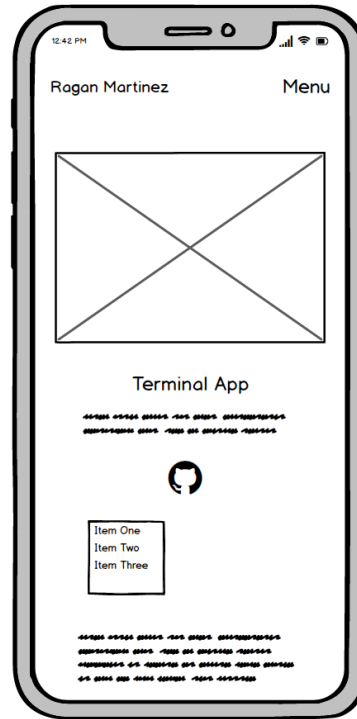 12:42 PM
Ragan Martinez Menu
Terminal App
Item One
Item Two
Item Three